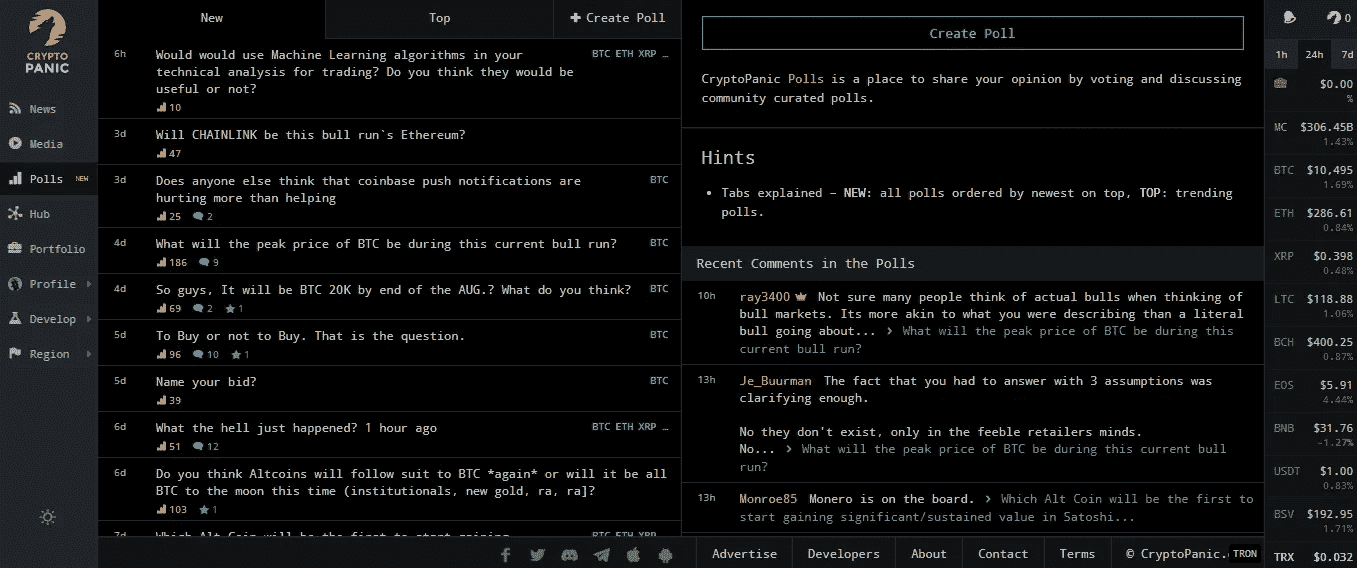 CRYPTO
PANIC
News
Media
Polls NEW
Hub
Portfolio
Profile
Develop
Region
New
Top
Create Poll
6h
Would would use Machine Learning algorithms in your
technical analysis for trading? Do you think they would be
useful or not?
BTC ETH XRP …
10
3d
Will CHAINLINK be this bull run`s Ethereum?
47
3d
Does anyone else think that coinbase push notifications are
hurting more than helping
BTC
25 2
4d
What will the peak price of BTC be during this current bull run?
BTC
186 9
4d
So guys, It will be BTC 20K by end of the AUG.? What do you think?
BTC
69 2 1
5d
To Buy or not to Buy. That is the question.
BTC
96 10 1
5d
Name your bid?
BTC
39
6d
What the hell just happened? 1 hour ago
BTC ETH XRP …
51 12
6d
Do you think Altcoins will follow suit to BTC *again* or will it be all
BTC to the moon this time (institutionals, new gold, ra, ra]?
103 1
7d
Which Alt Coin will be the first to start gaining
BTC ETH XRP …
Create Poll
CryptoPanic Polls is a place to share your opinion by voting and discussing
community curated polls.
Hints
• Tabs explained – NEW: all polls ordered by newest on top, TOP: trending
polls.
Recent Comments in the Polls
10h
ray3400 Not sure many people think of actual bulls when thinking of
bull markets. Its more akin to what you were describing than a literal
bull going about... › What will the peak price of BTC be during this
current bull run?
13h
Je_Buurman The fact that you had to answer with 3 assumptions was
clarifying enough.
No they don't exist, only in the feeble retailers minds.
No... › What will the peak price of BTC be during this current bull
run?
13h
Monroe85 Monero is on the board. › Which Alt Coin will be the first to
start gaining significant/sustained value in Satoshi...
Advertise
Developers
About
Contact
Terms
© CryptoPanic.
TRON
0
1h 24h 7d
$0.00
%
MC $306.45B
1.43%
BTC $10,495
1.69%
ETH $286.61
0.84%
XRP $0.398
0.48%
LTC $118.88
1.06%
BCH $400.25
0.87%
EOS $5.91
4.44%
BNB $31.76
-1.27%
USDT $1.00
0.83%
BSV $192.95
1.71%
TRX $0.032